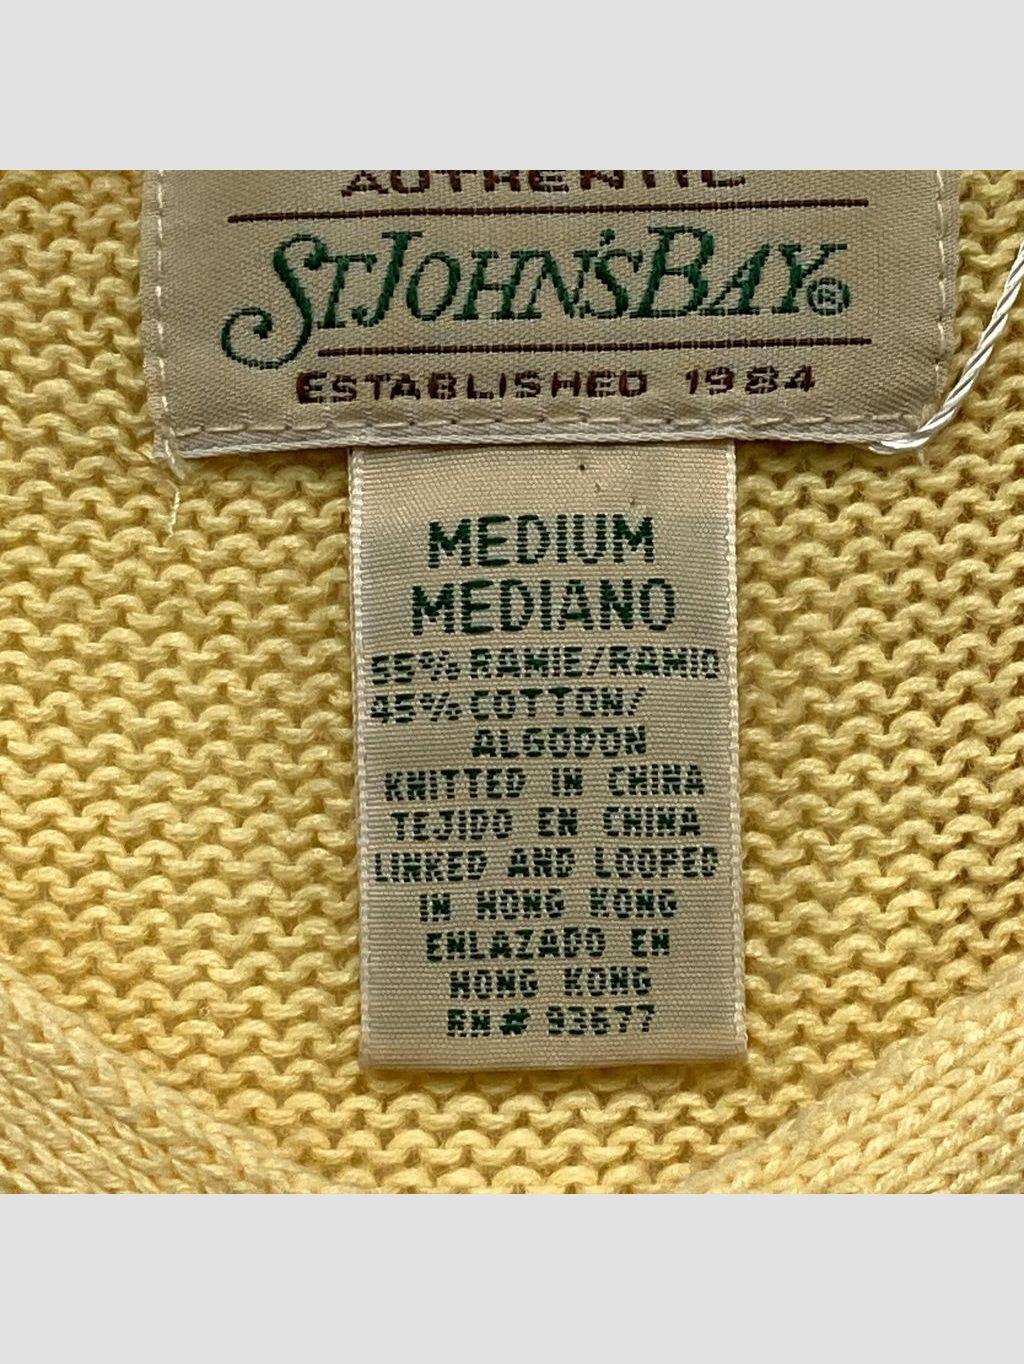 AUTHENTIC
ST. JOHN'S BAY®
ESTABLISHED 1984
MEDIUM
MEDIANO
55% RAMIE/RAMIO
45% COTTON/
ALGODON
KNITTED IN CHINA
TEJIDO EN CHINA
LINKED AND LOOPED
IN HONG KONG
ENLAZADO EN
HONG KONG
RN# 93677